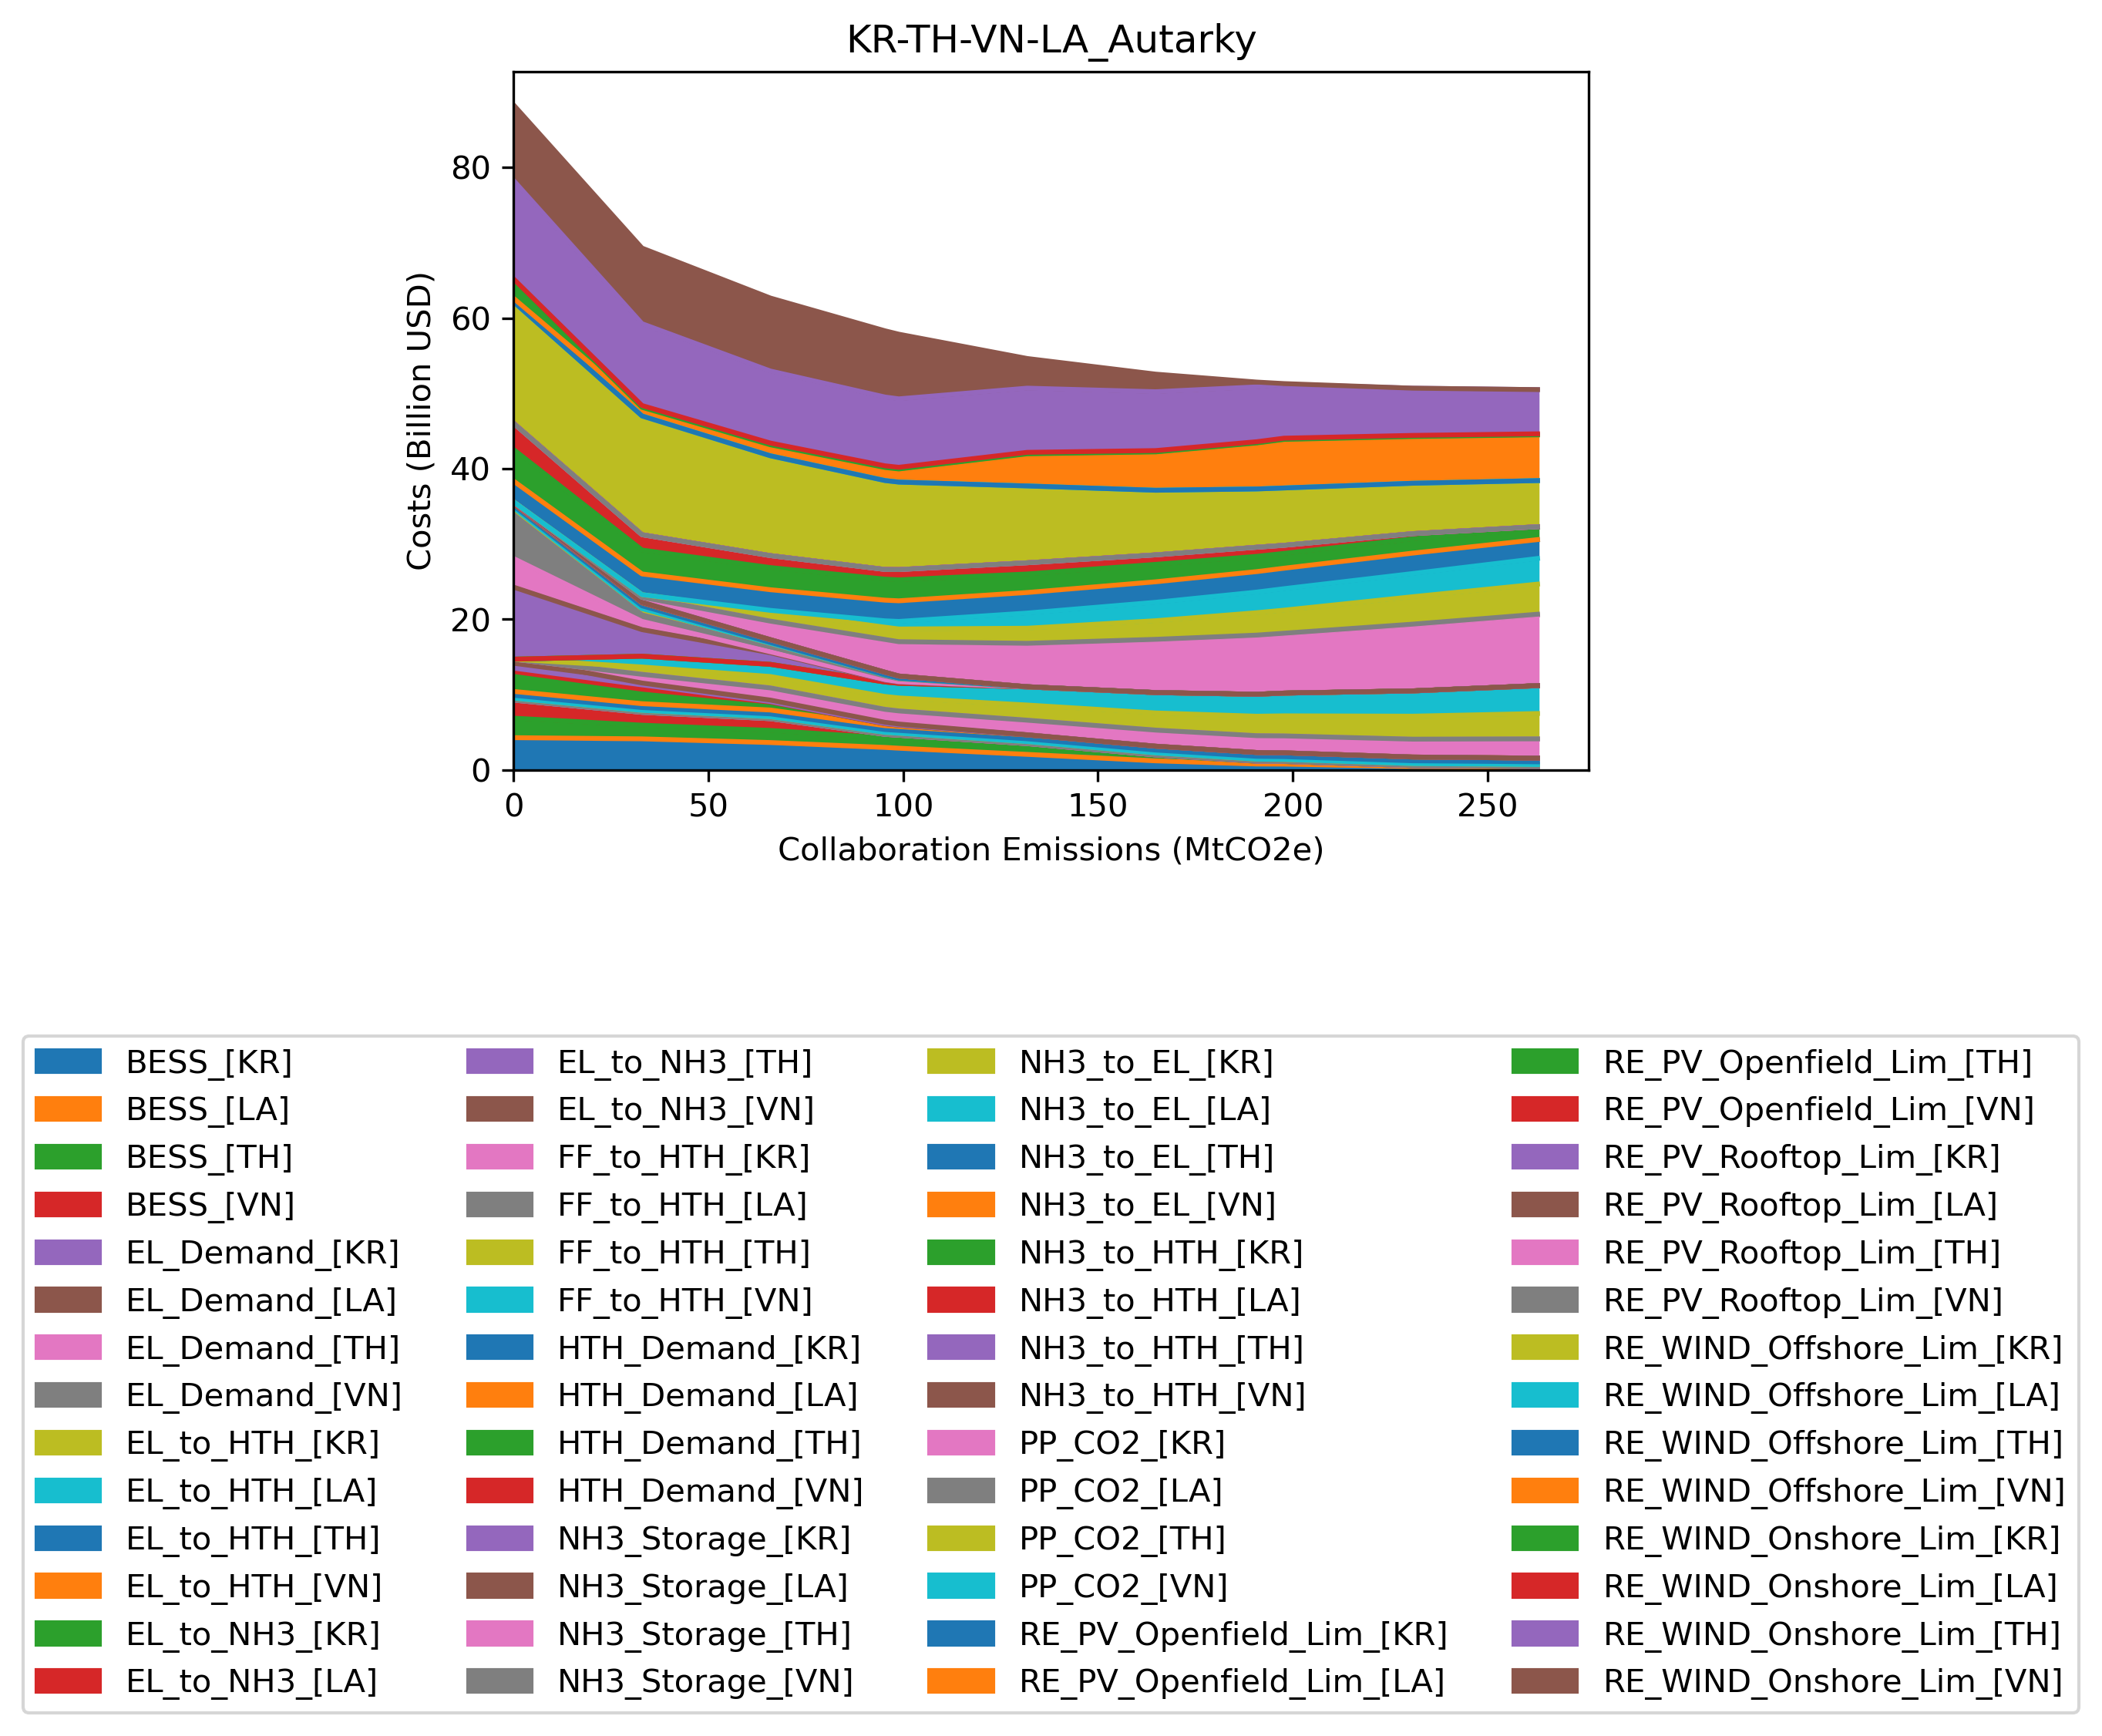 KR-TH-VN-LA_Autarky
Costs (Billion USD)
80
60
40
20
0
0 50 100 150 200 250
Collaboration Emissions (MtCO2e)
BESS_[KR]
BESS_[LA]
BESS_[TH]
BESS_[VN]
EL_Demand_[KR]
EL_Demand_[LA]
EL_Demand_[TH]
EL_Demand_[VN]
EL_to_HTH_[KR]
EL_to_HTH_[LA]
EL_to_HTH_[TH]
EL_to_HTH_[VN]
EL_to_NH3_[KR]
EL_to_NH3_[LA]
EL_to_NH3_[TH]
EL_to_NH3_[VN]
FF_to_HTH_[KR]
FF_to_HTH_[LA]
FF_to_HTH_[TH]
FF_to_HTH_[VN]
HTH_Demand_[KR]
HTH_Demand_[LA]
HTH_Demand_[TH]
HTH_Demand_[VN]
NH3_Storage_[KR]
NH3_Storage_[LA]
NH3_Storage_[TH]
NH3_Storage_[VN]
NH3_to_EL_[KR]
NH3_to_EL_[LA]
NH3_to_EL_[TH]
NH3_to_EL_[VN]
NH3_to_HTH_[KR]
NH3_to_HTH_[LA]
NH3_to_HTH_[TH]
NH3_to_HTH_[VN]
PP_CO2_[KR]
PP_CO2_[LA]
PP_CO2_[TH]
PP_CO2_[VN]
RE_PV_Openfield_Lim_[KR]
RE_PV_Openfield_Lim_[LA]
RE_PV_Openfield_Lim_[TH]
RE_PV_Openfield_Lim_[VN]
RE_PV_Rooftop_Lim_[KR]
RE_PV_Rooftop_Lim_[LA]
RE_PV_Rooftop_Lim_[TH]
RE_PV_Rooftop_Lim_[VN]
RE_WIND_Offshore_Lim_[KR]
RE_WIND_Offshore_Lim_[LA]
RE_WIND_Offshore_Lim_[TH]
RE_WIND_Offshore_Lim_[VN]
RE_WIND_Onshore_Lim_[KR]
RE_WIND_Onshore_Lim_[LA]
RE_WIND_Onshore_Lim_[TH]
RE_WIND_Onshore_Lim_[VN]